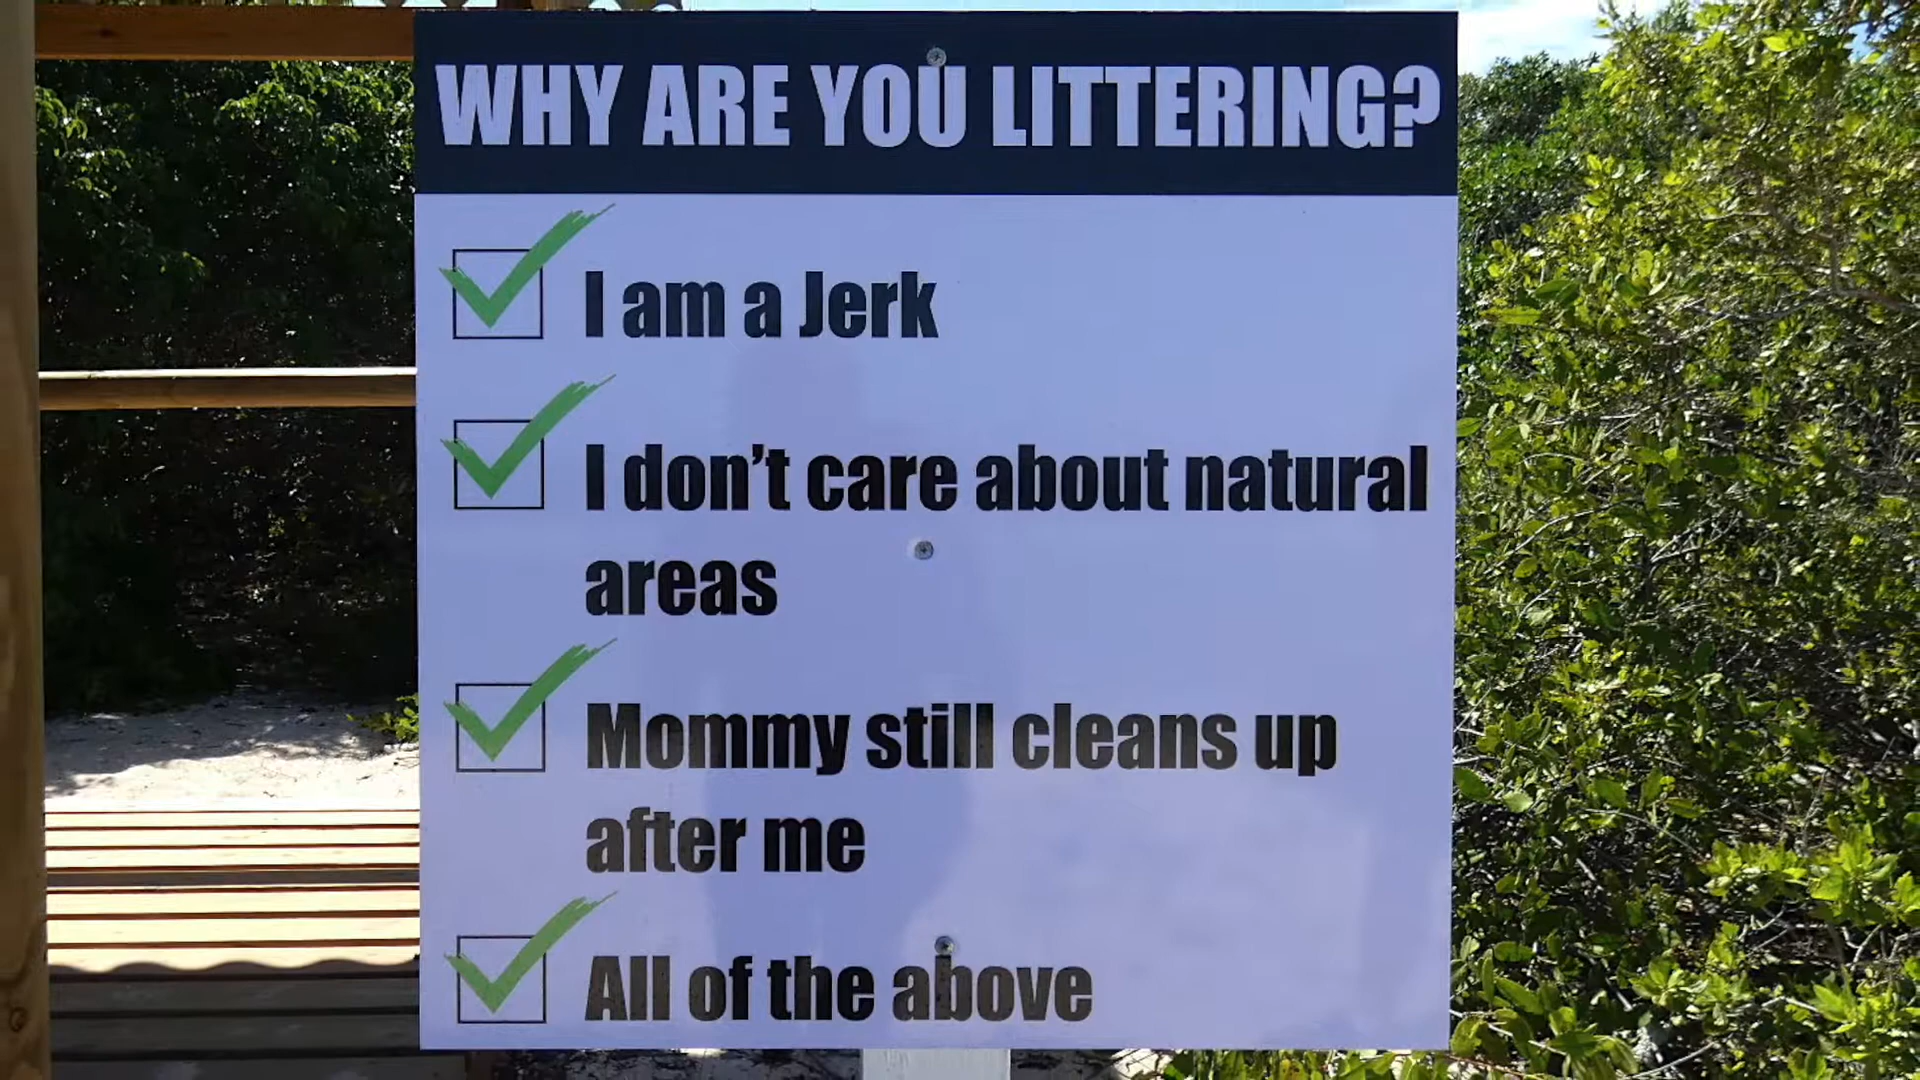 WHY ARE YOU LITTERING?
I am a Jerk
I don't care about natural
areas
Mommy still cleans up
after me
All of the above